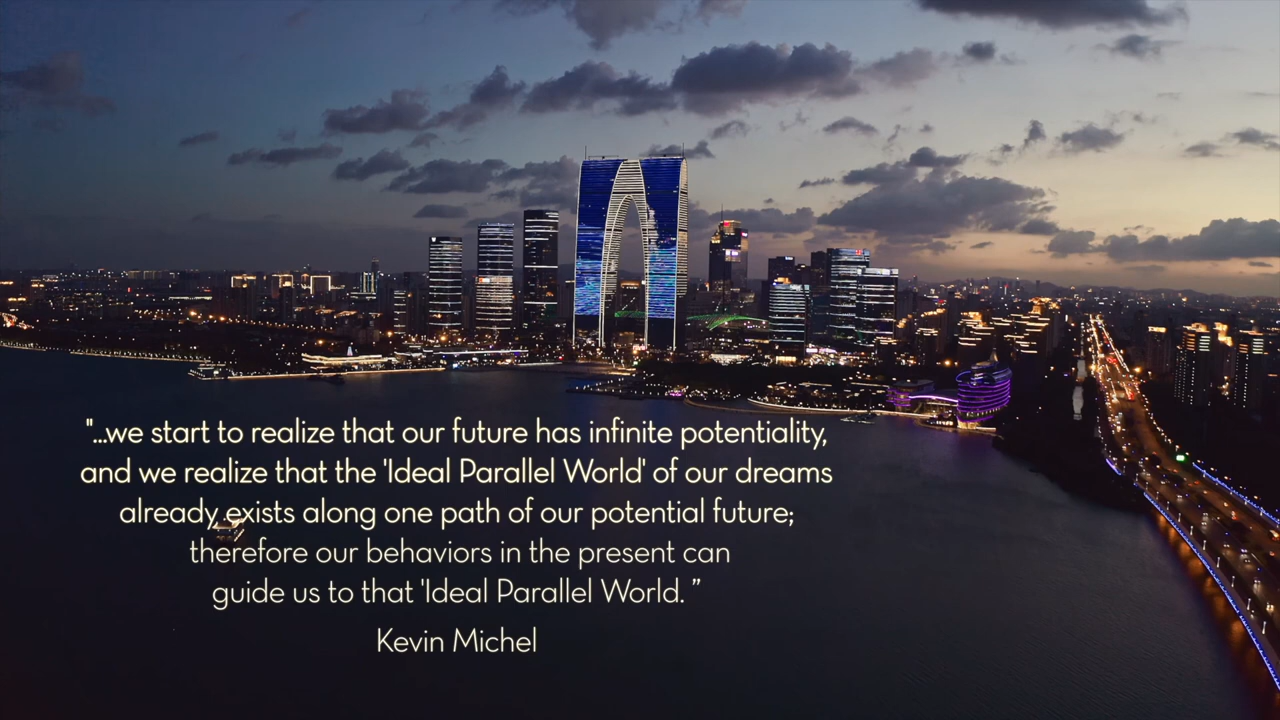 "...we start to realize that our future has infinite potentiality,
and we realize that the 'Ideal Parallel World' of our dreams
already exists along one path of our potential future;
therefore our behaviors in the present can
guide us to that 'Ideal Parallel World. ”
Kevin Michel